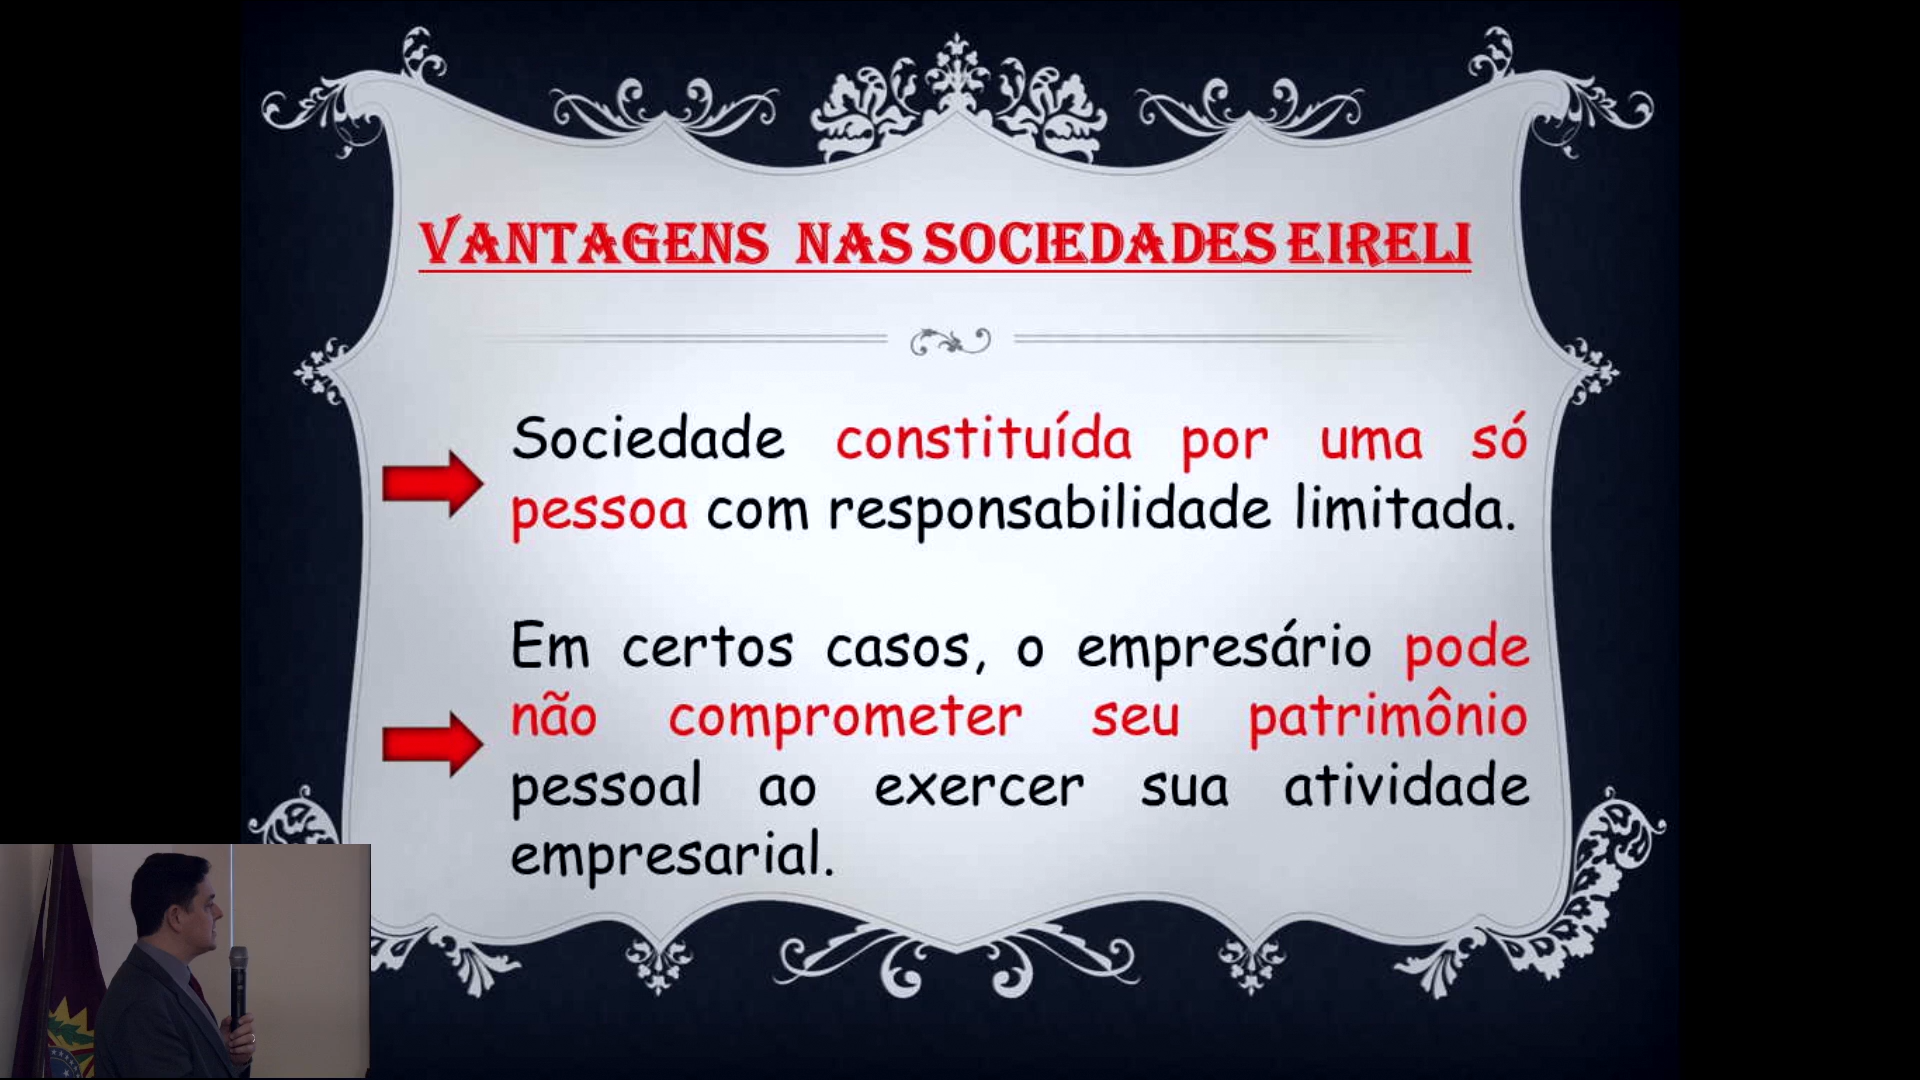 VANTAGENS NAS SOCIEDADES EIRELI
Sociedade constituída por uma só
pessoa com responsabilidade limitada.
Em certos casos, o empresário pode
não comprometer seu patrimônio
pessoal ao exercer sua atividade
empresarial.